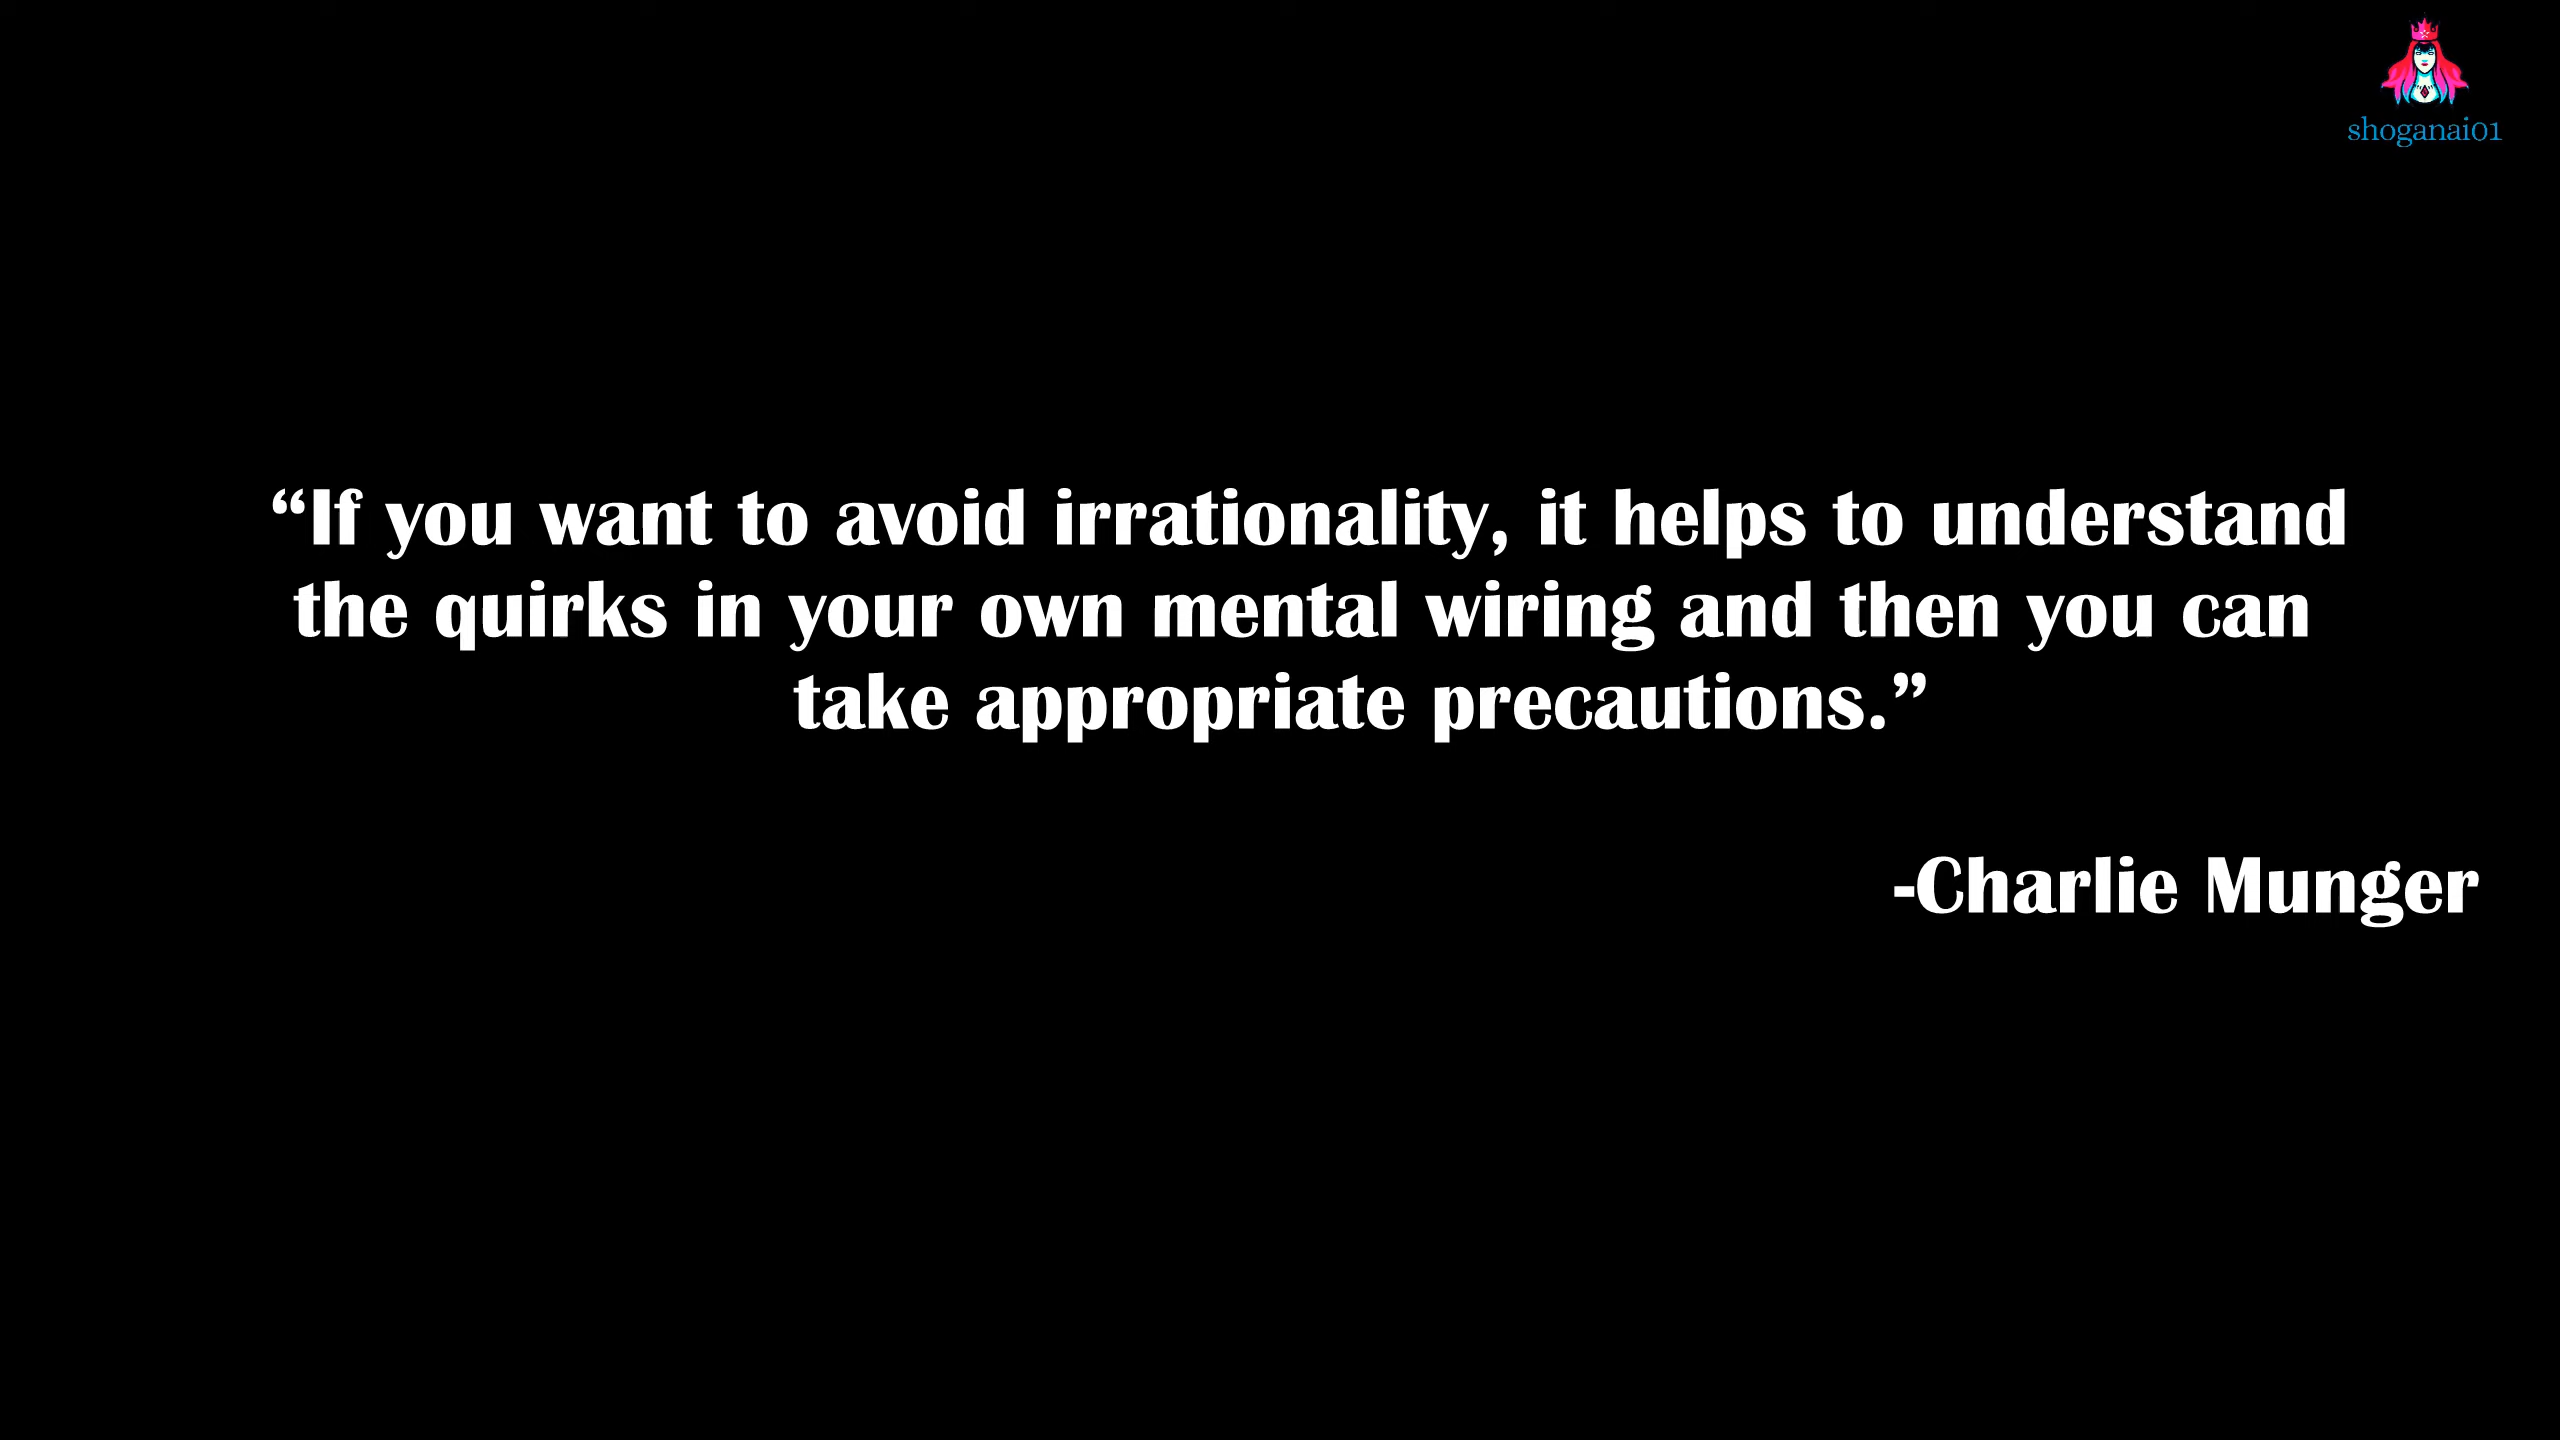 shoganai01
“If you want to avoid irrationality, it helps to understand
the quirks in your own mental wiring and then you can
take appropriate precautions.”
-Charlie Munger